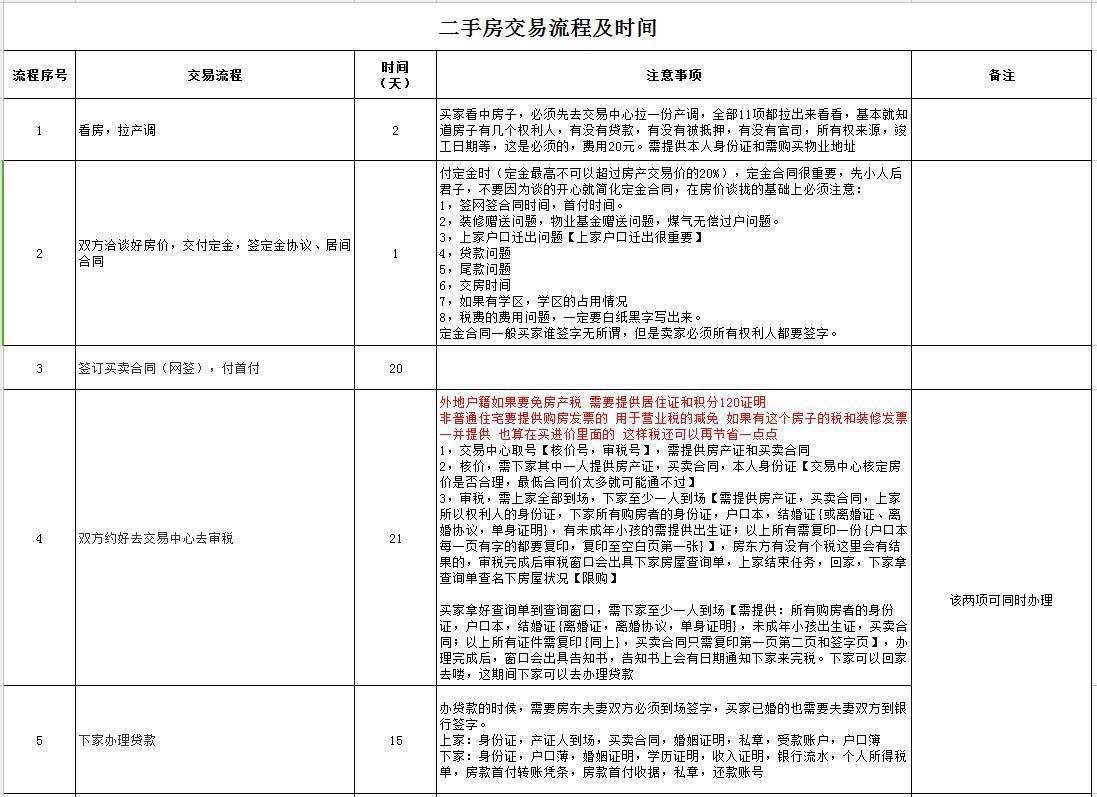 二手房交易流程及时间
流程序号
交易流程
时间
（天）
注意事项
备注
1
看房，拉产调
2
买家看中房子，必须先去交易中心拉一份产调，全部11项都拉出来看看，基本就知
道房子有几个权利人，有没有贷款，有没有被抵押，有没有官司，所有权来源，竣
工日期等，这是必须的，费用20元。需提供本人身份证和需购买物业地址
2
双方洽谈好房价，交付定金，签定金协议、居间
合同
1
付定金时（定金最高不可以超过房产交易价的20%），定金合同很重要，先小人后
君子，不要因为谈的开心就简化定金合同，在房价谈拢的基础上必须注意：
1，签网签合同时间，首付时间。
2，装修赠送问题，物业基金赠送问题，煤气无偿过户问题。
3，上家户口迁出问题【上家户口迁出很重要】
4，贷款问题
5，尾款问题
6，交房时间
7，如果有学区，学区的占用情况
8，税费的费用问题，一定要白纸黑字写出来。
定金合同一般买家谁签字无所谓，但是卖家必须所有权利人都要签字。
3
签订买卖合同（网签），付首付
20
4
双方约好去交易中心去审税
21
外地户籍如果要免房产税 需要提供居住证和积分120证明
非普通住宅要提供购房发票的 用于营业税的减免 如果有这个房子的税和装修发票
一并提供 也算在买进价里面的 这样税还可以再节省一点点
1，交易中心取号【核价号，审税号】，需提供房产证和买卖合同
2，核价，需下家其中一人提供房产证，买卖合同，本人身份证【交易中心核定房
价是否合理，最低合同价太多就可能通不过】
3，审税，需上家全部到场，下家至少一人到场【需提供房产证，买卖合同，上家
所以权利人的身份证，下家所有购房者的身份证，户口本，结婚证{或离婚证、离
婚协议，单身证明}，有未成年小孩的需提供出生证；以上所有需复印一份{户口本
每一页有字的都要复印，复印至空白页第一张}】，房东方有没有个税这里会有结
果的，审税完成后审税窗口会出具下家房屋查询单，上家结束任务，回家，下家拿
查询单查名下房屋状况【限购】
买家拿好查询单到查询窗口，需下家至少一人到场【需提供：所有购房者的身份
证，户口本，结婚证{离婚证，离婚协议，单身证明}，未成年小孩出生证，买卖合
同；以上所有证件需复印{同上}，买卖合同只需复印第一页第二页和签字页】，办
理完成后，窗口会出具告知书，告知书上会有日期通知下家来完税。下家可以回家
去喽，这期间下家可以去办理贷款
该两项可同时办理
5
下家办理贷款
15
办贷款的时侯，需要房东夫妻双方必须到场签字，买家已婚的也需要夫妻双方到银
行签字。
上家：身份证，产证人到场，买卖合同，婚姻证明，私章，受款账户，户口簿
下家：身份证，户口薄，婚姻证明，学历证明，收入证明，银行流水，个人所得税
单，房款首付转账凭条，房款首付收据，私章，还款账号